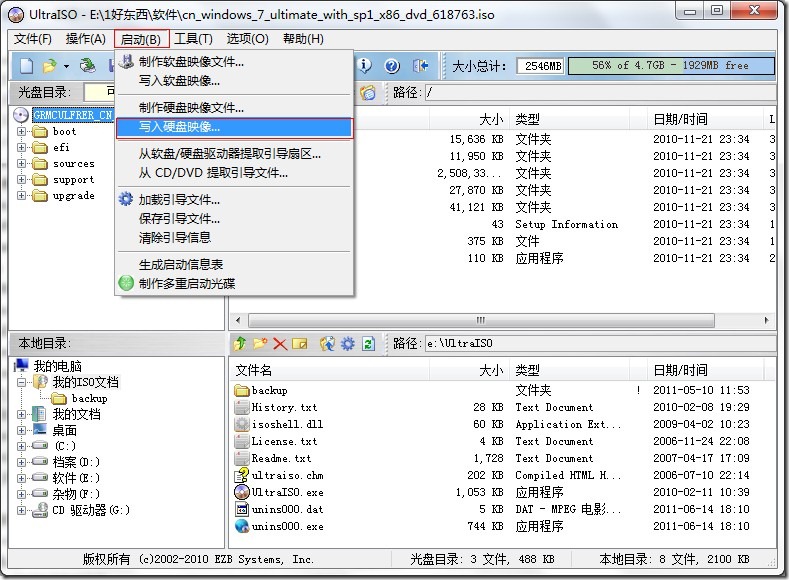 UltraISO - E:\1好东西\软件\cn_windows_7_ultimate_with_sp1_x86_dvd_618763.iso
文件(F) 操作(A) 启动(B) 工具(T) 选项(O) 帮助(H)
大小总计: 2546MB 56% of 4.7GB - 1929MB free
光盘目录: 可 路径: /
制作软盘映像文件...
写入软盘映像...
制作硬盘映像文件...
写入硬盘映像...
从软盘/硬盘驱动器提取引导扇区...
从 CD/DVD 提取引导文件...
加载引导文件...
保存引导文件...
清除引导信息
生成启动信息表
制作多重启动光碟
GRMCULFRER_CN
boot
efi
sources
support
upgrade
大小 类型 日期/时间 L
15,636 KB 文件夹 2010-11-21 23:34 3
11,950 KB 文件夹 2010-11-21 23:34 3
2,508,33... 文件夹 2010-11-21 23:34 3
27,870 KB 文件夹 2010-11-21 23:34 3
41,121 KB 文件夹 2010-11-21 23:34 3
43 Setup Information 2010-11-21 23:34 1
375 KB 文件 2010-11-21 23:34 1
110 KB 应用程序 2010-11-21 23:34 3
本地目录: 路径: e:\UltraISO
我的电脑
我的ISO文档
backup
我的文档
桌面
(C:)
档案(D:)
软件(E:)
杂物(F:)
CD 驱动器(G:)
文件名 大小 类型 日期/时间
backup 文件夹 ! 2011-05-10 11:53
History.txt 28 KB Text Document 2010-02-08 19:29
isoshell.dll 60 KB Application Ext... 2009-04-02 10:23
License.txt 4 KB Text Document 2006-11-24 22:08
Readme.txt 1,728 Text Document 2007-04-17 17:09
ultraiso.chm 618 KB Compiled HTML H... 2006-07-10 22:14
UltraISO.exe 1,053 KB 应用程序 2010-02-11 10:39
unins000.dat 5 KB DAT - MPEG 电影... 2011-06-14 18:10
unins000.exe 744 KB 应用程序 2011-06-14 18:10
版权所有 (c)2002-2010 EZB Systems, Inc. 光盘目录: 3 文件, 488 KB 本地目录: 8 文件, 2100 KB